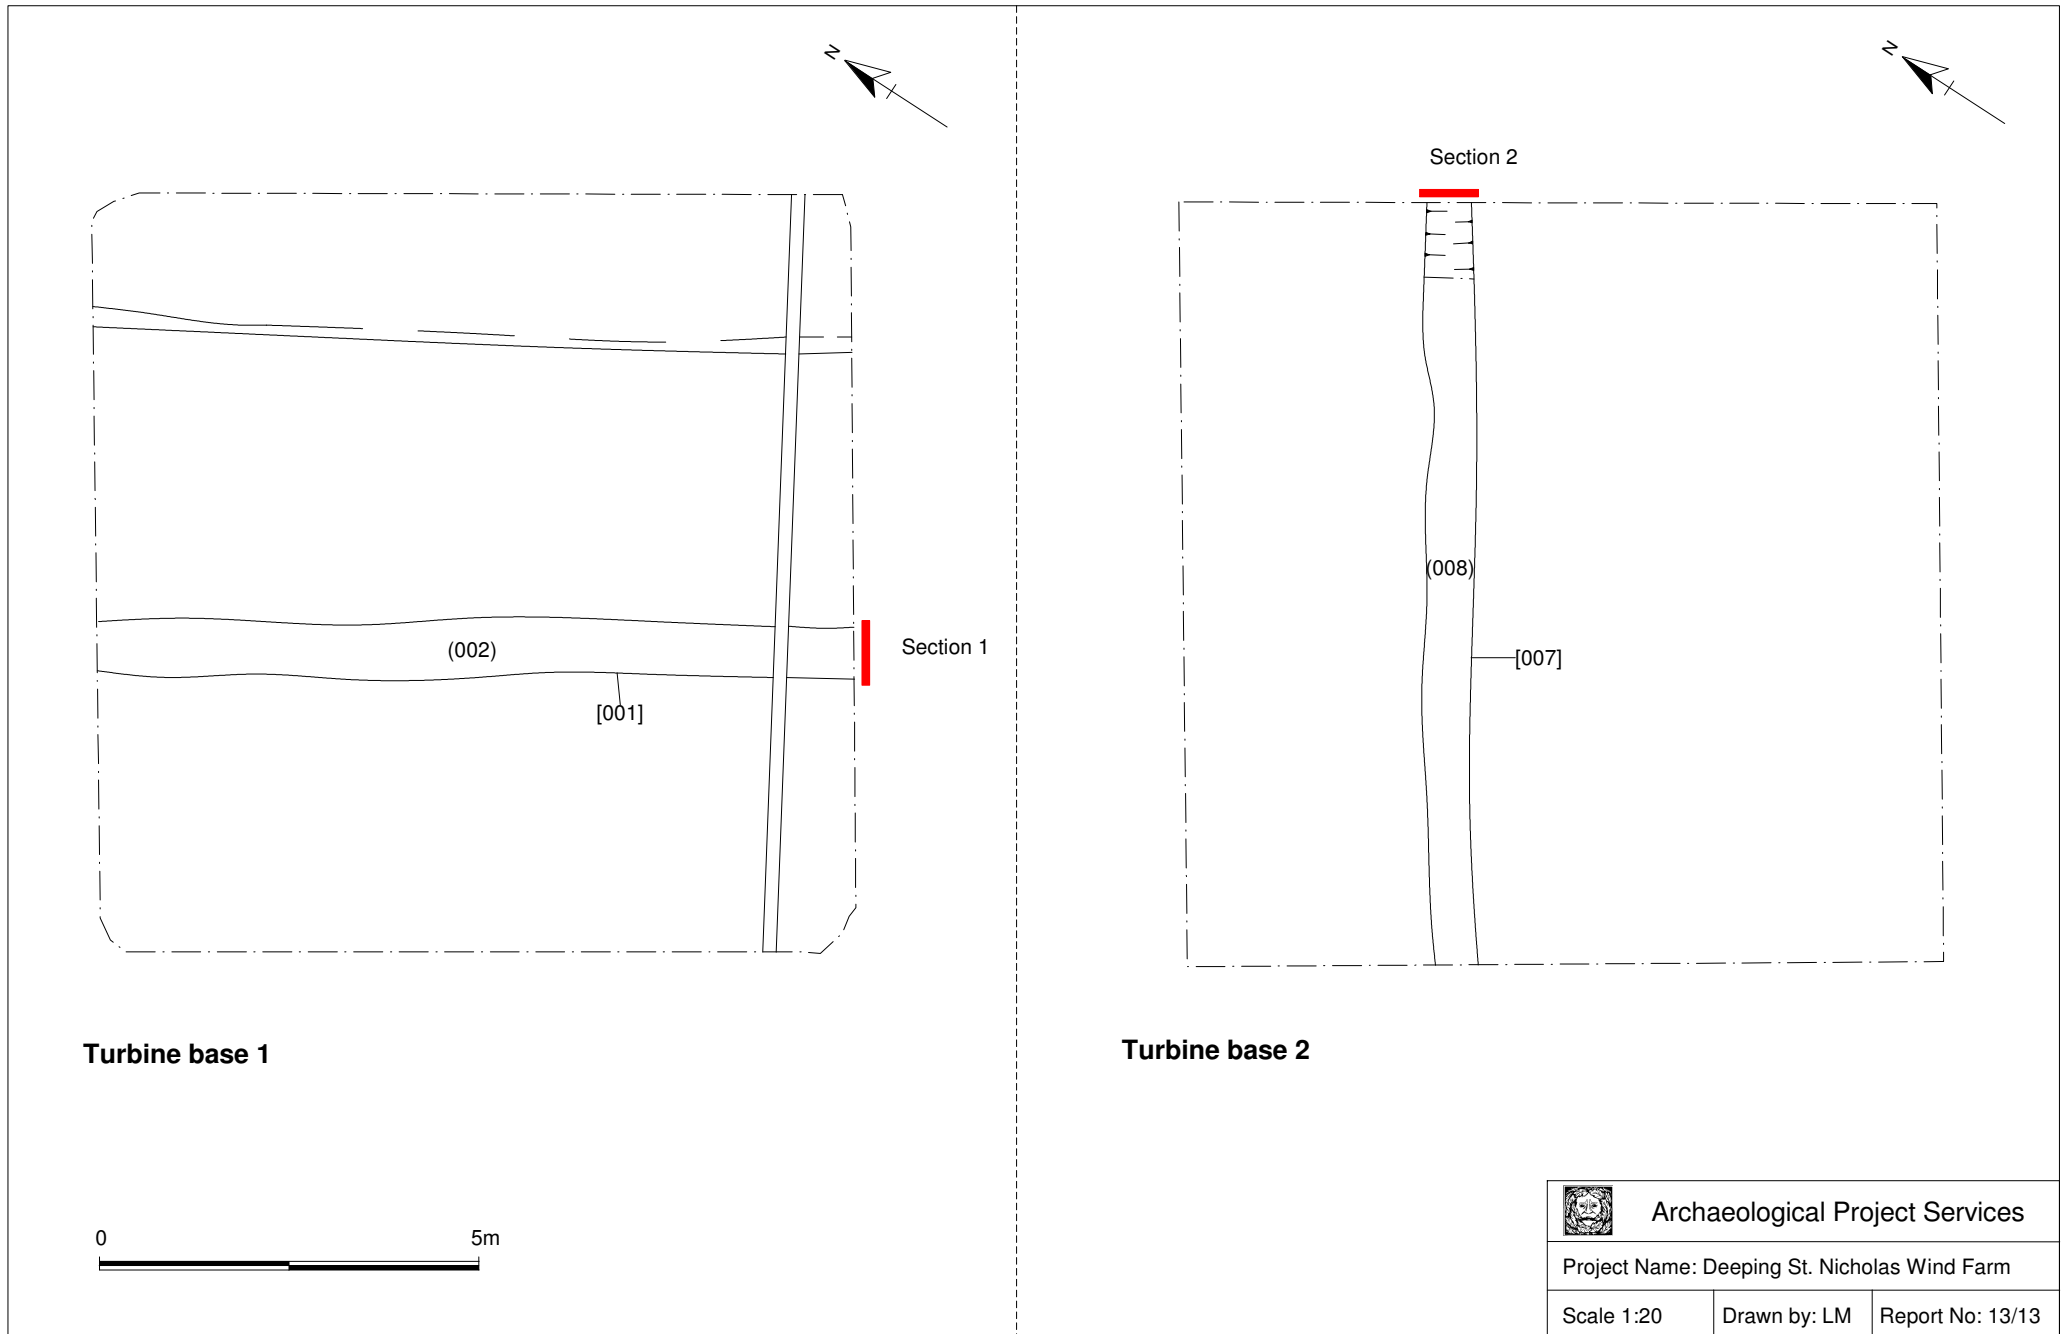 N
N
Section 2
(008)
(002)
Section 1
[007]
[001]
Turbine base 1
Turbine base 2
0
5m
Archaeological Project Services
Project Name: Deeping St. Nicholas Wind Farm
Scale 1:20
Drawn by: LM
Report No: 13/13